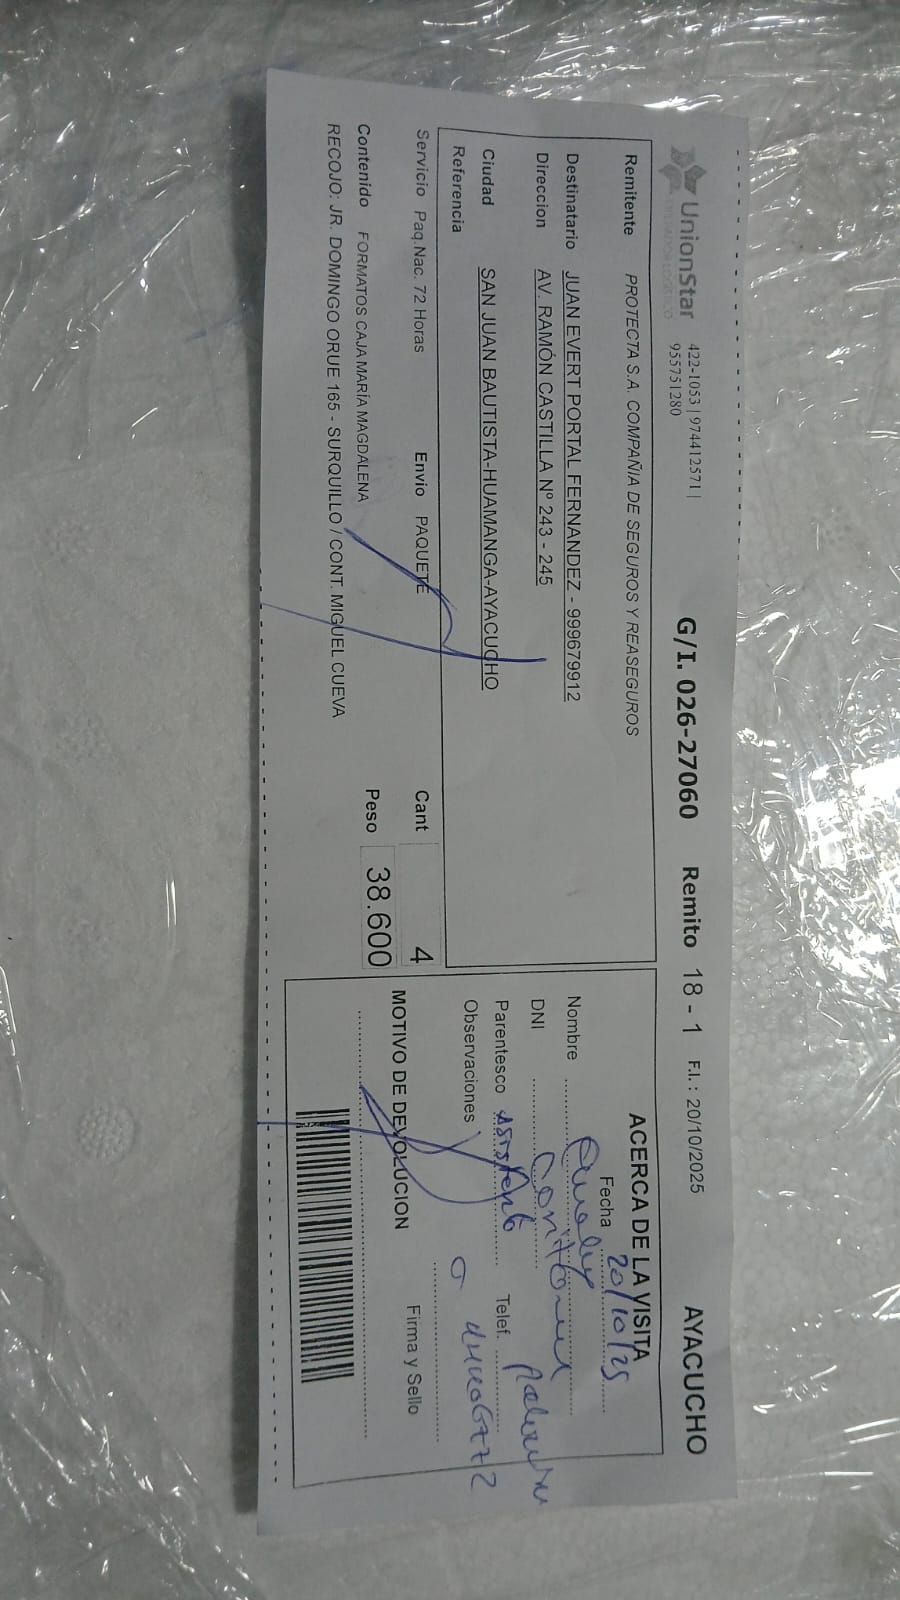 UnionStar
OPERADOR LOGISTICO
422-1053 | 974412571 |
955751280
G/I. 026-27060 Remito 18 - 1 F.I. : 20/10/2025 AYACUCHO
Remitente PROTECTA S.A. COMPAÑIA DE SEGUROS Y REASEGUROS
Destinatario JUAN EVERT PORTAL FERNANDEZ - 999679912
Direccion AV. RAMÓN CASTILLA N° 243 - 245
Ciudad SAN JUAN BAUTISTA-HUAMANGA-AYACUCHO
Referencia
Servicio Paq.Nac. 72 Horas Envio PAQUETE Cant 4
Contenido FORMATOS CAJA MARÍA MAGDALENA Peso 38.600
RECOJO: JR. DOMINGO ORUE 165 - SURQUILLO / CONT. MIGUEL CUEVA
ACERCA DE LA VISITA
Fecha 20/10/25
Nombre
DNI
Parentesco Asistente Telef.
Observaciones
Firma y Sello
MOTIVO DE DEVOLUCION